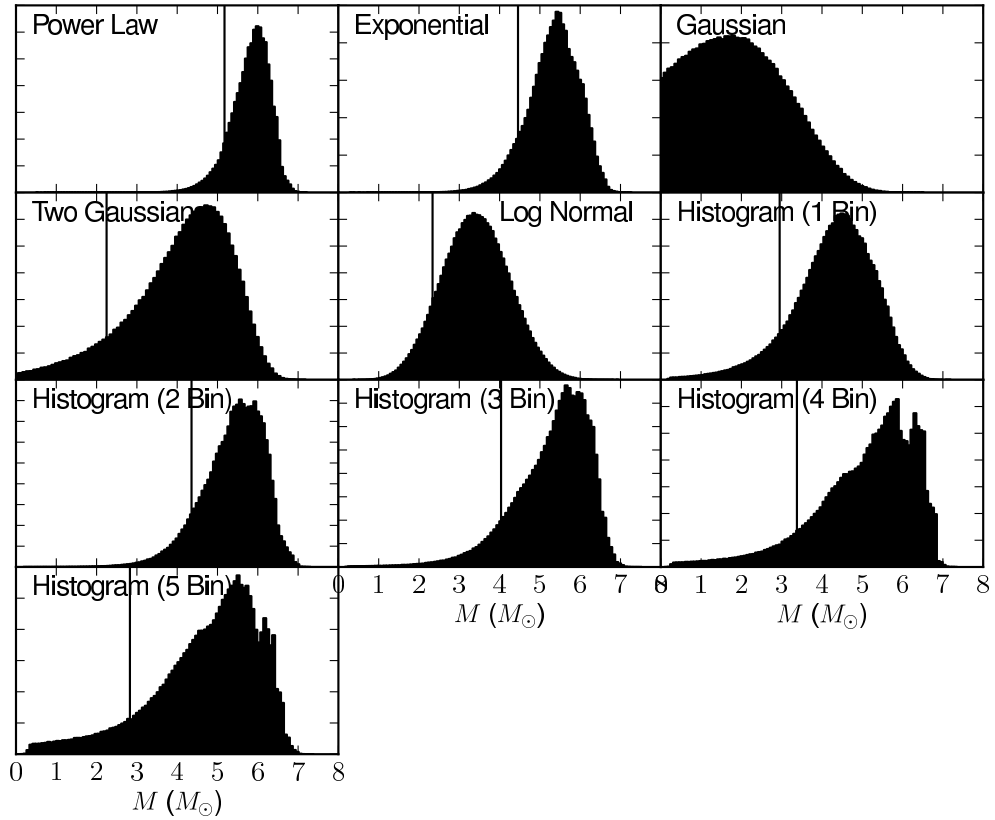 Power Law
Exponential
Gaussian
Two Gaussian
Log Normal
Histogram (1 Bin)
Histogram (2 Bin)
Histogram (3 Bin)
Histogram (4 Bin)
0 1 2 3 4 5 6 7 8
0 1 2 3 4 5 6 7 8
M (M⊙)
M (M⊙)
Histogram (5 Bin)
0 1 2 3 4 5 6 7 8
M (M⊙)